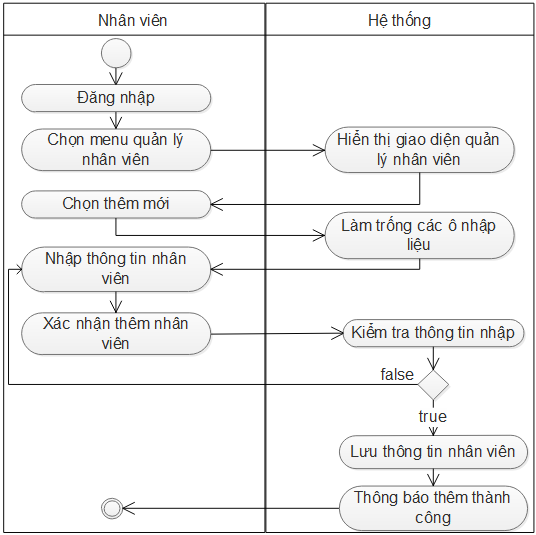 Nhân viên
Hệ thống
Đăng nhập
Chọn menu quản lý
nhân viên
Hiển thị giao diện quản
lý nhân viên
Chọn thêm mới
Làm trống các ô nhập
liệu
Nhập thông tin nhân
viên
Xác nhận thêm nhân
viên
Kiểm tra thông tin nhập
false
true
Lưu thông tin nhân viên
Thông báo thêm thành
công